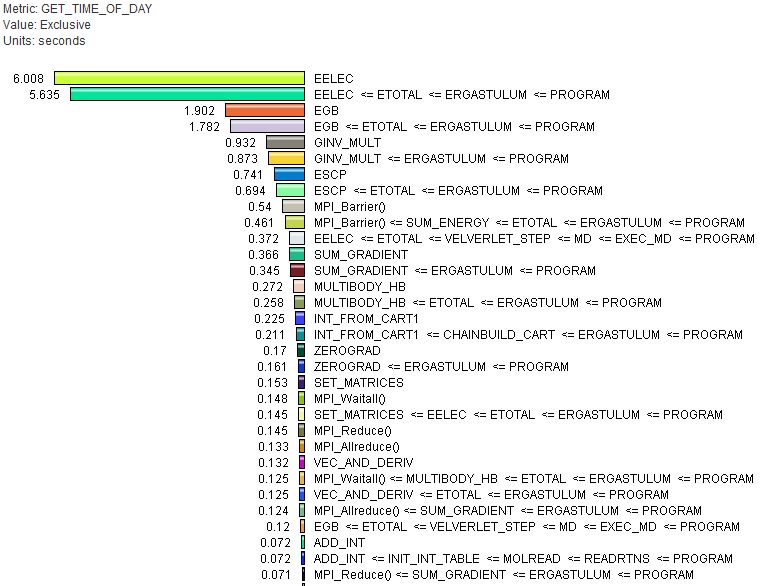 Metric: GET_TIME_OF_DAY
Value: Exclusive
Units: seconds
6.008 EELEC
5.635 EELEC <= ETOTAL <= ERGASTULUM <= PROGRAM
1.902 EGB
1.782 EGB <= ETOTAL <= ERGASTULUM <= PROGRAM
0.932 GINV_MULT
0.873 GINV_MULT <= ERGASTULUM <= PROGRAM
0.741 ESCP
0.694 ESCP <= ETOTAL <= ERGASTULUM <= PROGRAM
0.54 MPI_Barrier()
0.461 MPI_Barrier() <= SUM_ENERGY <= ETOTAL <= ERGASTULUM <= PROGRAM
0.372 EELEC <= ETOTAL <= VELVERLET_STEP <= MD <= EXEC_MD <= PROGRAM
0.366 SUM_GRADIENT
0.345 SUM_GRADIENT <= ERGASTULUM <= PROGRAM
0.272 MULTIBODY_HB
0.258 MULTIBODY_HB <= ETOTAL <= ERGASTULUM <= PROGRAM
0.225 INT_FROM_CART1
0.211 INT_FROM_CART1 <= CHAINBUILD_CART <= ERGASTULUM <= PROGRAM
0.17 ZEROGRAD
0.161 ZEROGRAD <= ERGASTULUM <= PROGRAM
0.153 SET_MATRICES
0.148 MPI_Waitall()
0.145 SET_MATRICES <= EELEC <= ETOTAL <= ERGASTULUM <= PROGRAM
0.145 MPI_Reduce()
0.133 MPI_Allreduce()
0.132 VEC_AND_DERIV
0.125 MPI_Waitall() <= MULTIBODY_HB <= ETOTAL <= ERGASTULUM <= PROGRAM
0.125 VEC_AND_DERIV <= ETOTAL <= ERGASTULUM <= PROGRAM
0.124 MPI_Allreduce() <= SUM_GRADIENT <= ERGASTULUM <= PROGRAM
0.12 EGB <= ETOTAL <= VELVERLET_STEP <= MD <= EXEC_MD <= PROGRAM
0.072 ADD_INT
0.072 ADD_INT <= INIT_INT_TABLE <= MOLREAD <= READRTNS <= PROGRAM
0.071 MPI_Reduce() <= SUM_GRADIENT <= ERGASTULUM <= PROGRAM